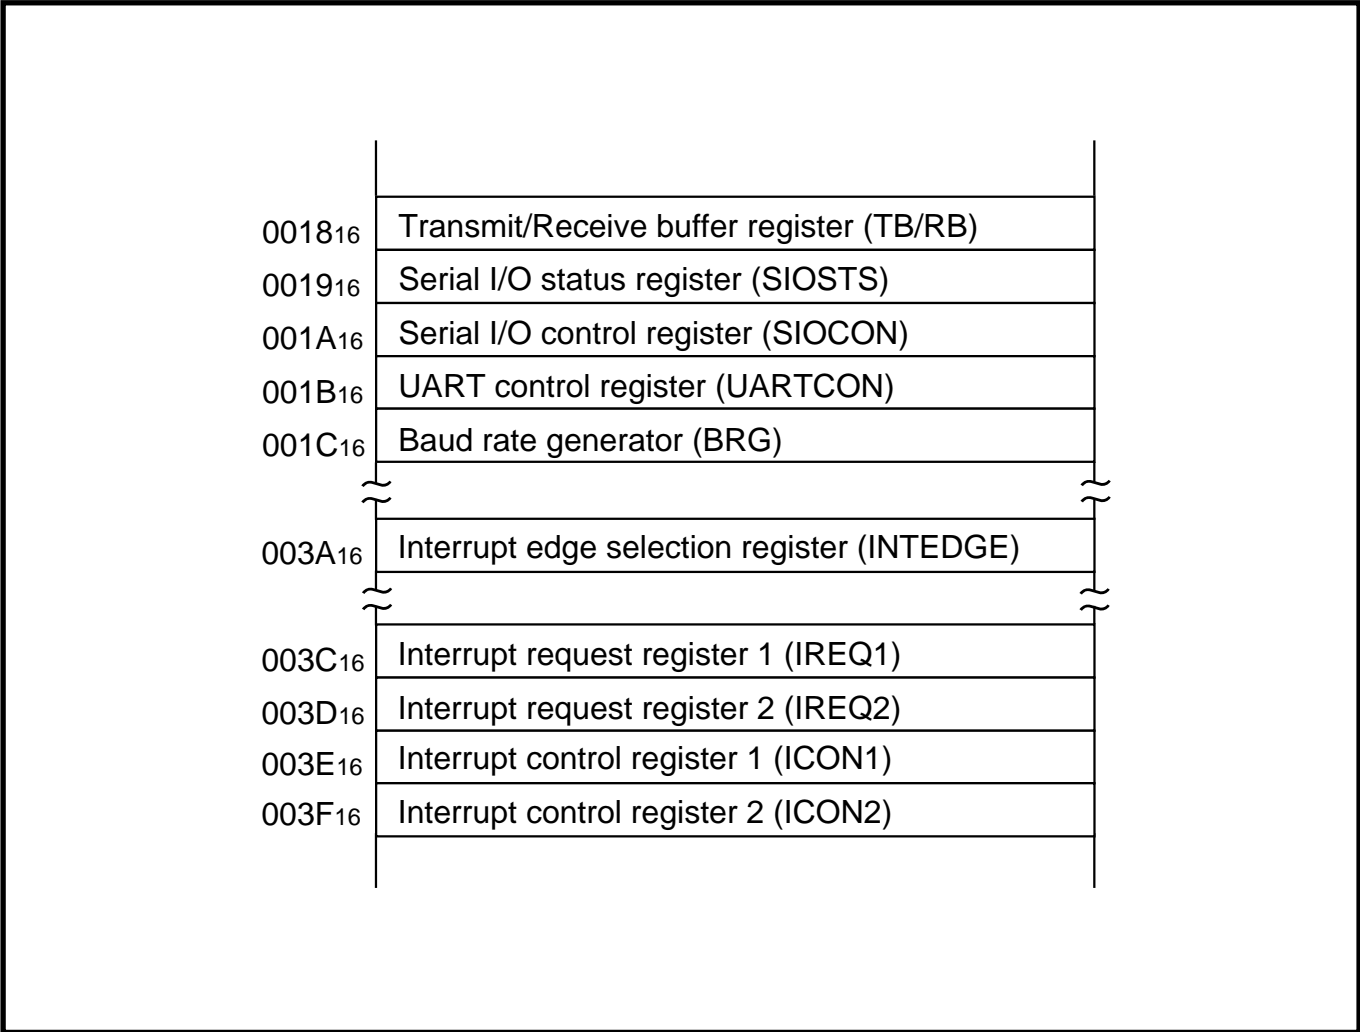 0018₁₆ Transmit/Receive buffer register (TB/RB)
0019₁₆ Serial I/O status register (SIOSTS)
001A₁₆ Serial I/O control register (SIOCON)
001B₁₆ UART control register (UARTCON)
001C₁₆ Baud rate generator (BRG)
003A₁₆ Interrupt edge selection register (INTEDGE)
003C₁₆ Interrupt request register 1 (IREQ1)
003D₁₆ Interrupt request register 2 (IREQ2)
003E₁₆ Interrupt control register 1 (ICON1)
003F₁₆ Interrupt control register 2 (ICON2)